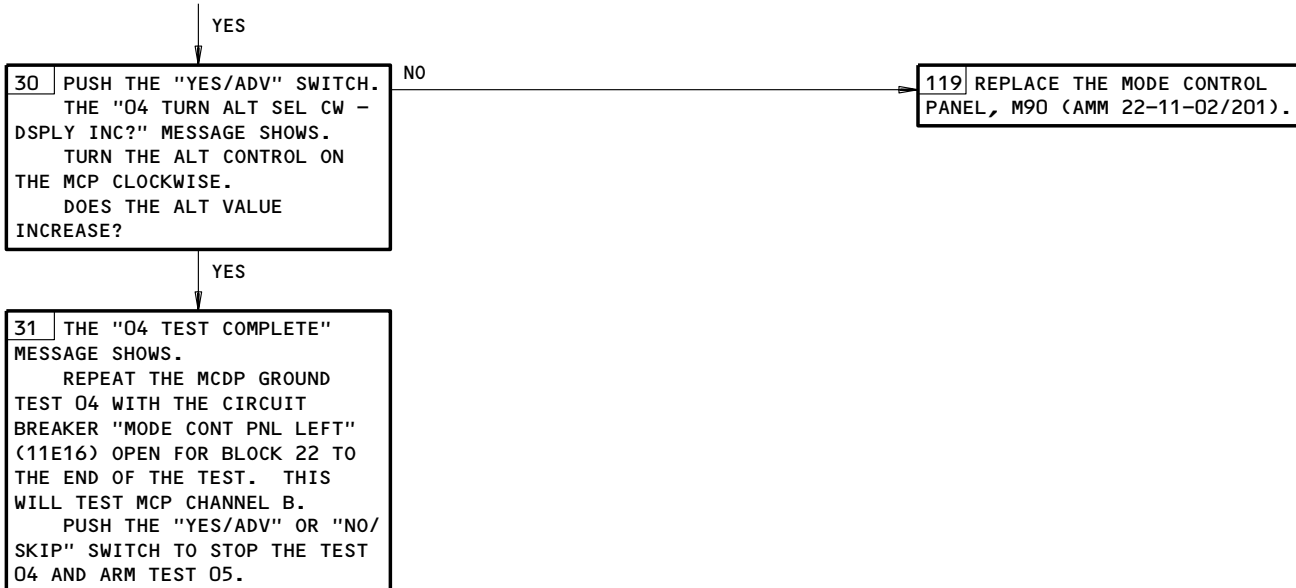 YES
30 PUSH THE "YES/ADV" SWITCH.
THE "04 TURN ALT SEL CW -
DSPLY INC?" MESSAGE SHOWS.
TURN THE ALT CONTROL ON
THE MCP CLOCKWISE.
DOES THE ALT VALUE
INCREASE?
NO
119 REPLACE THE MODE CONTROL
PANEL, M90 (AMM 22-11-02/201).
YES
31 THE "04 TEST COMPLETE"
MESSAGE SHOWS.
REPEAT THE MCDP GROUND
TEST 04 WITH THE CIRCUIT
BREAKER "MODE CONT PNL LEFT"
(11E16) OPEN FOR BLOCK 22 TO
THE END OF THE TEST. THIS
WILL TEST MCP CHANNEL B.
PUSH THE "YES/ADV" OR "NO/
SKIP" SWITCH TO STOP THE TEST
04 AND ARM TEST 05.